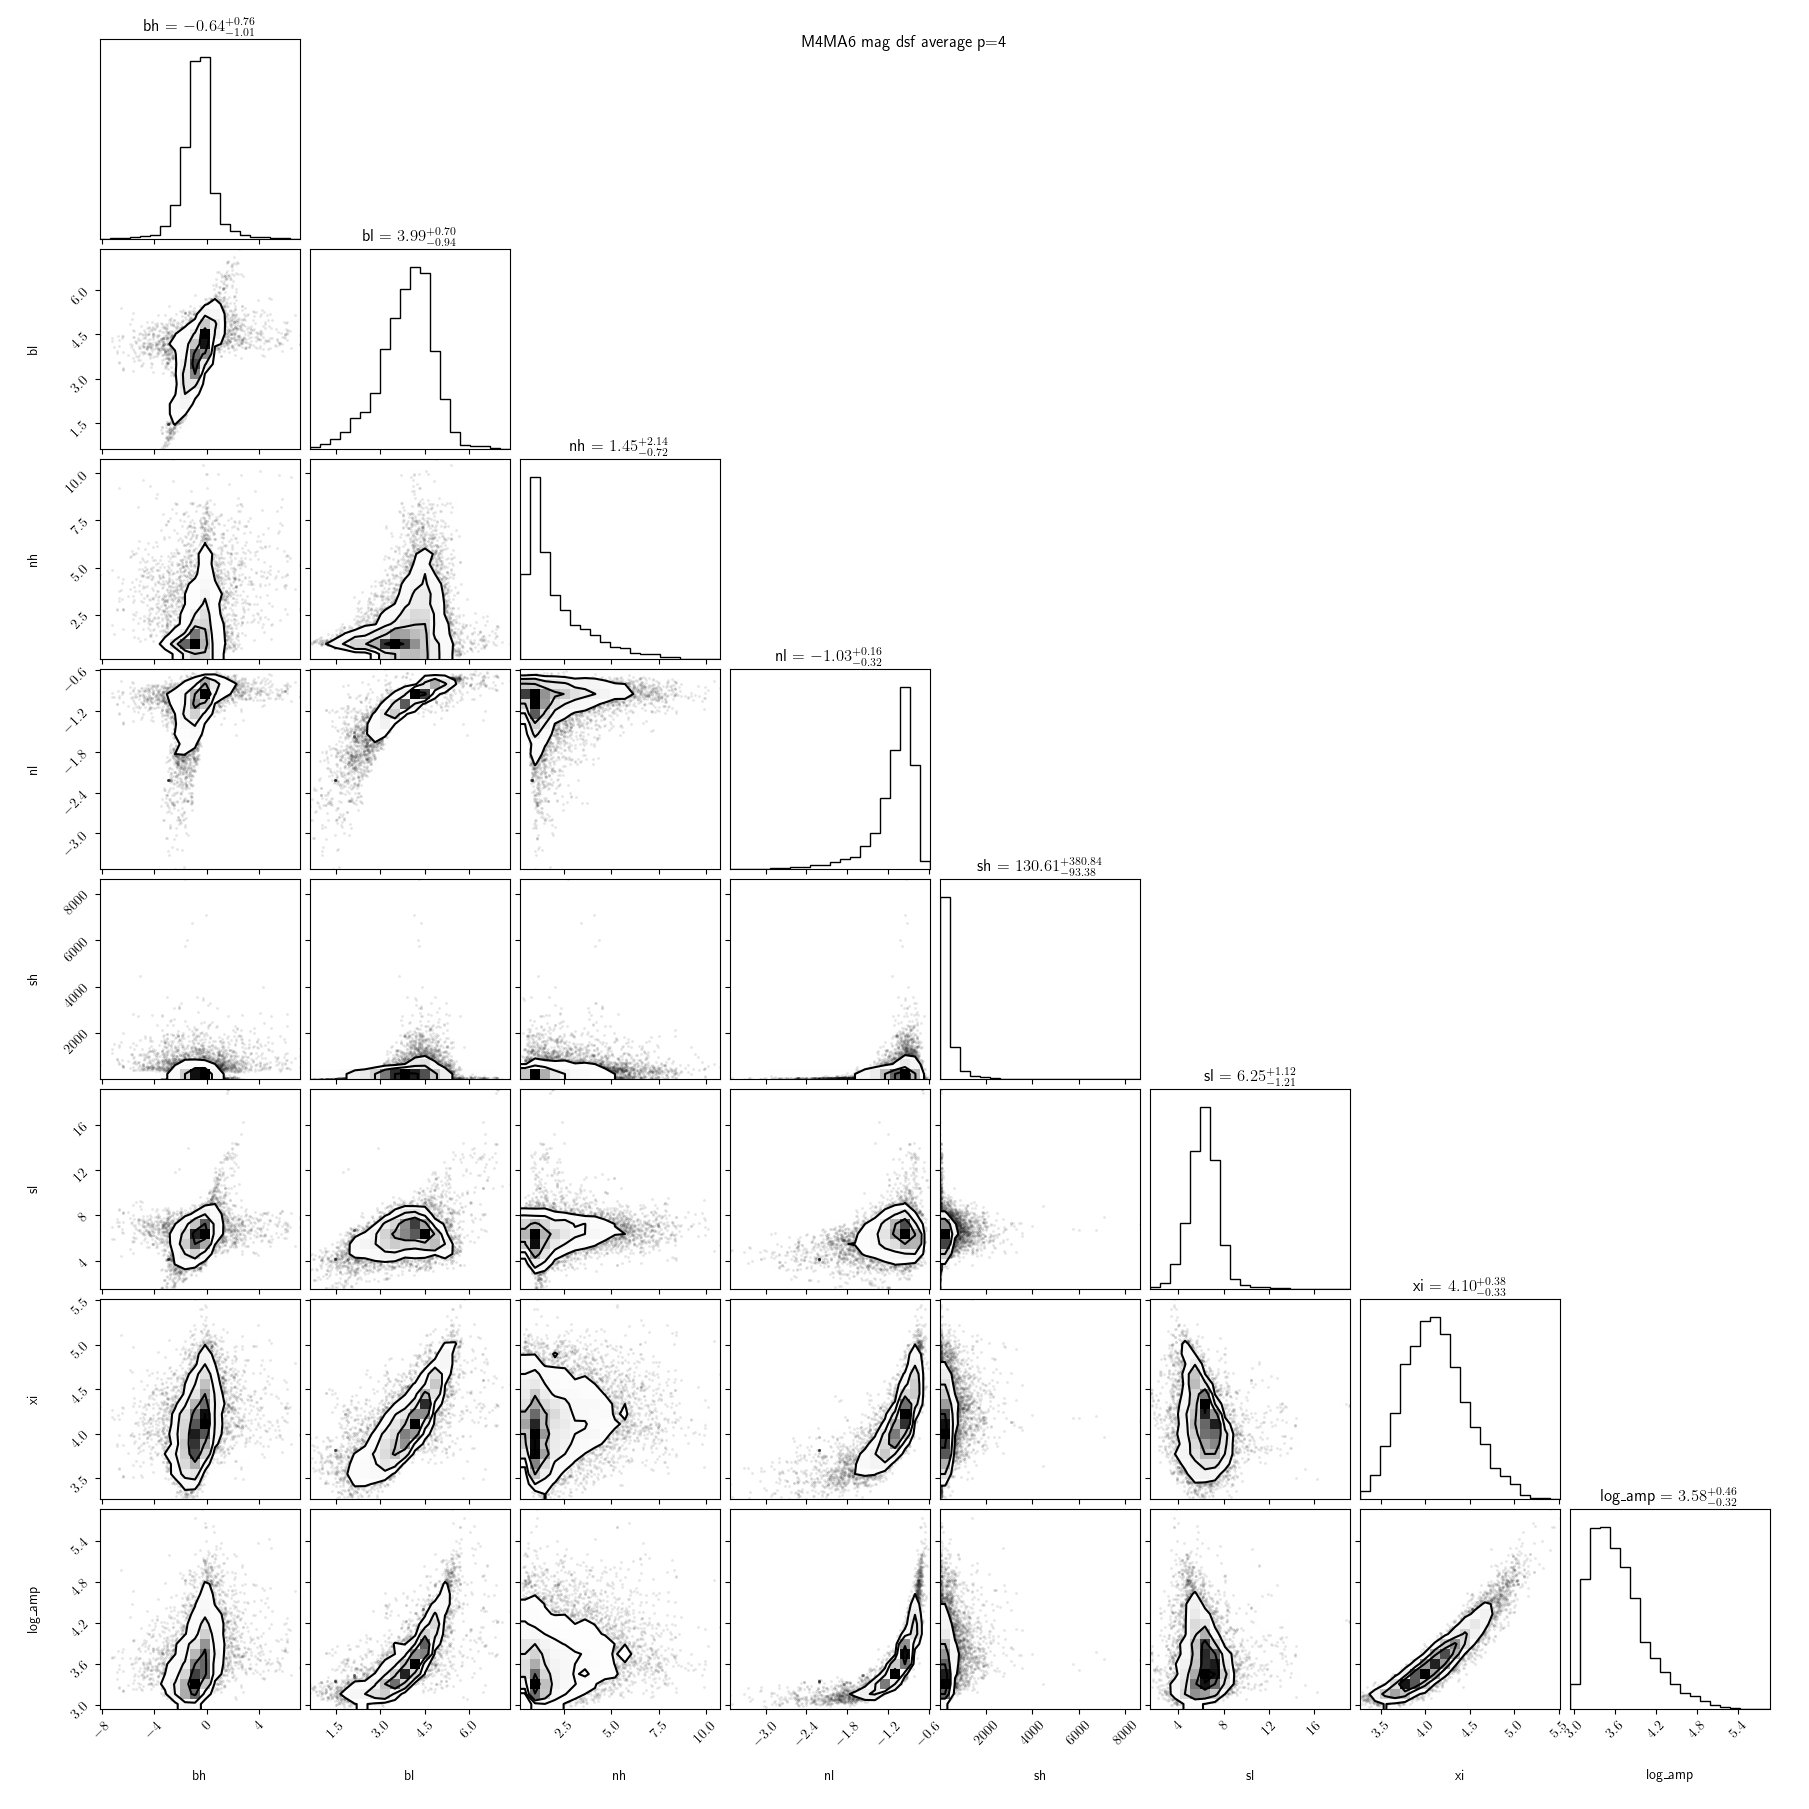 M4MA6 mag dsf average p=4
bh = −0.64 +0.76 −1.01
bl = 3.99 +0.70 −0.94
bl
6.0
4.5
3.0
1.5
nh = 1.45 +2.14 −0.72
nh
10.0
7.5
5.0
2.5
nl = −1.03 +0.16 −0.32
nl
−0.6
−1.2
−1.8
−2.4
−3.0
sh = 130.61 +380.84 −93.38
sh
8000
6000
4000
2000
sl = 6.25 +1.12 −1.21
sl
16
12
8
4
xi = 4.10 +0.38 −0.33
xi
5.5
5.0
4.5
4.0
3.5
log_amp = 3.58 +0.46 −0.32
log_amp
5.4
4.8
4.2
3.6
3.0
−8 −4 0 4
1.5 3.0 4.5 6.0
2.5 5.0 7.5 10.0
−3.0 −2.4 −1.8 −1.2 −0.6
2000 4000 6000 8000
4 8 12 16
3.5 4.0 4.5 5.0 5.5
3.0 3.6 4.2 4.8 5.4
bh bl nh nl sh sl xi log_amp